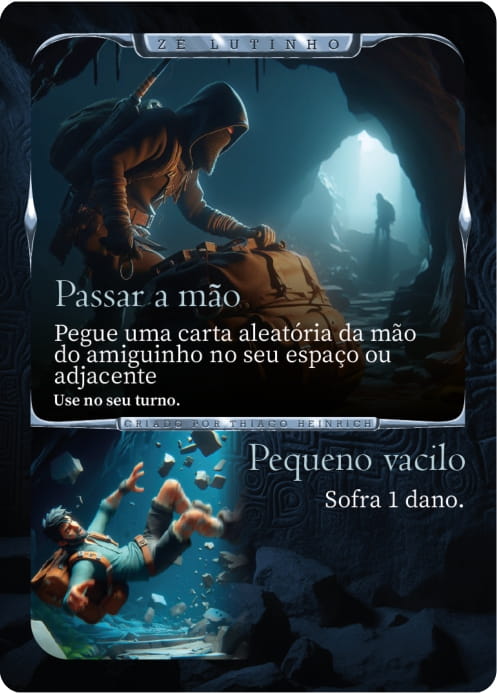 ZÉ LUTINHO
Passar a mão
Pegue uma carta aleatória da mão
do amiguinho no seu espaço ou
adjacente
Use no seu turno.
CRIADO POR THIAGO HEINRICH
Pequeno vacilo
Sofra 1 dano.